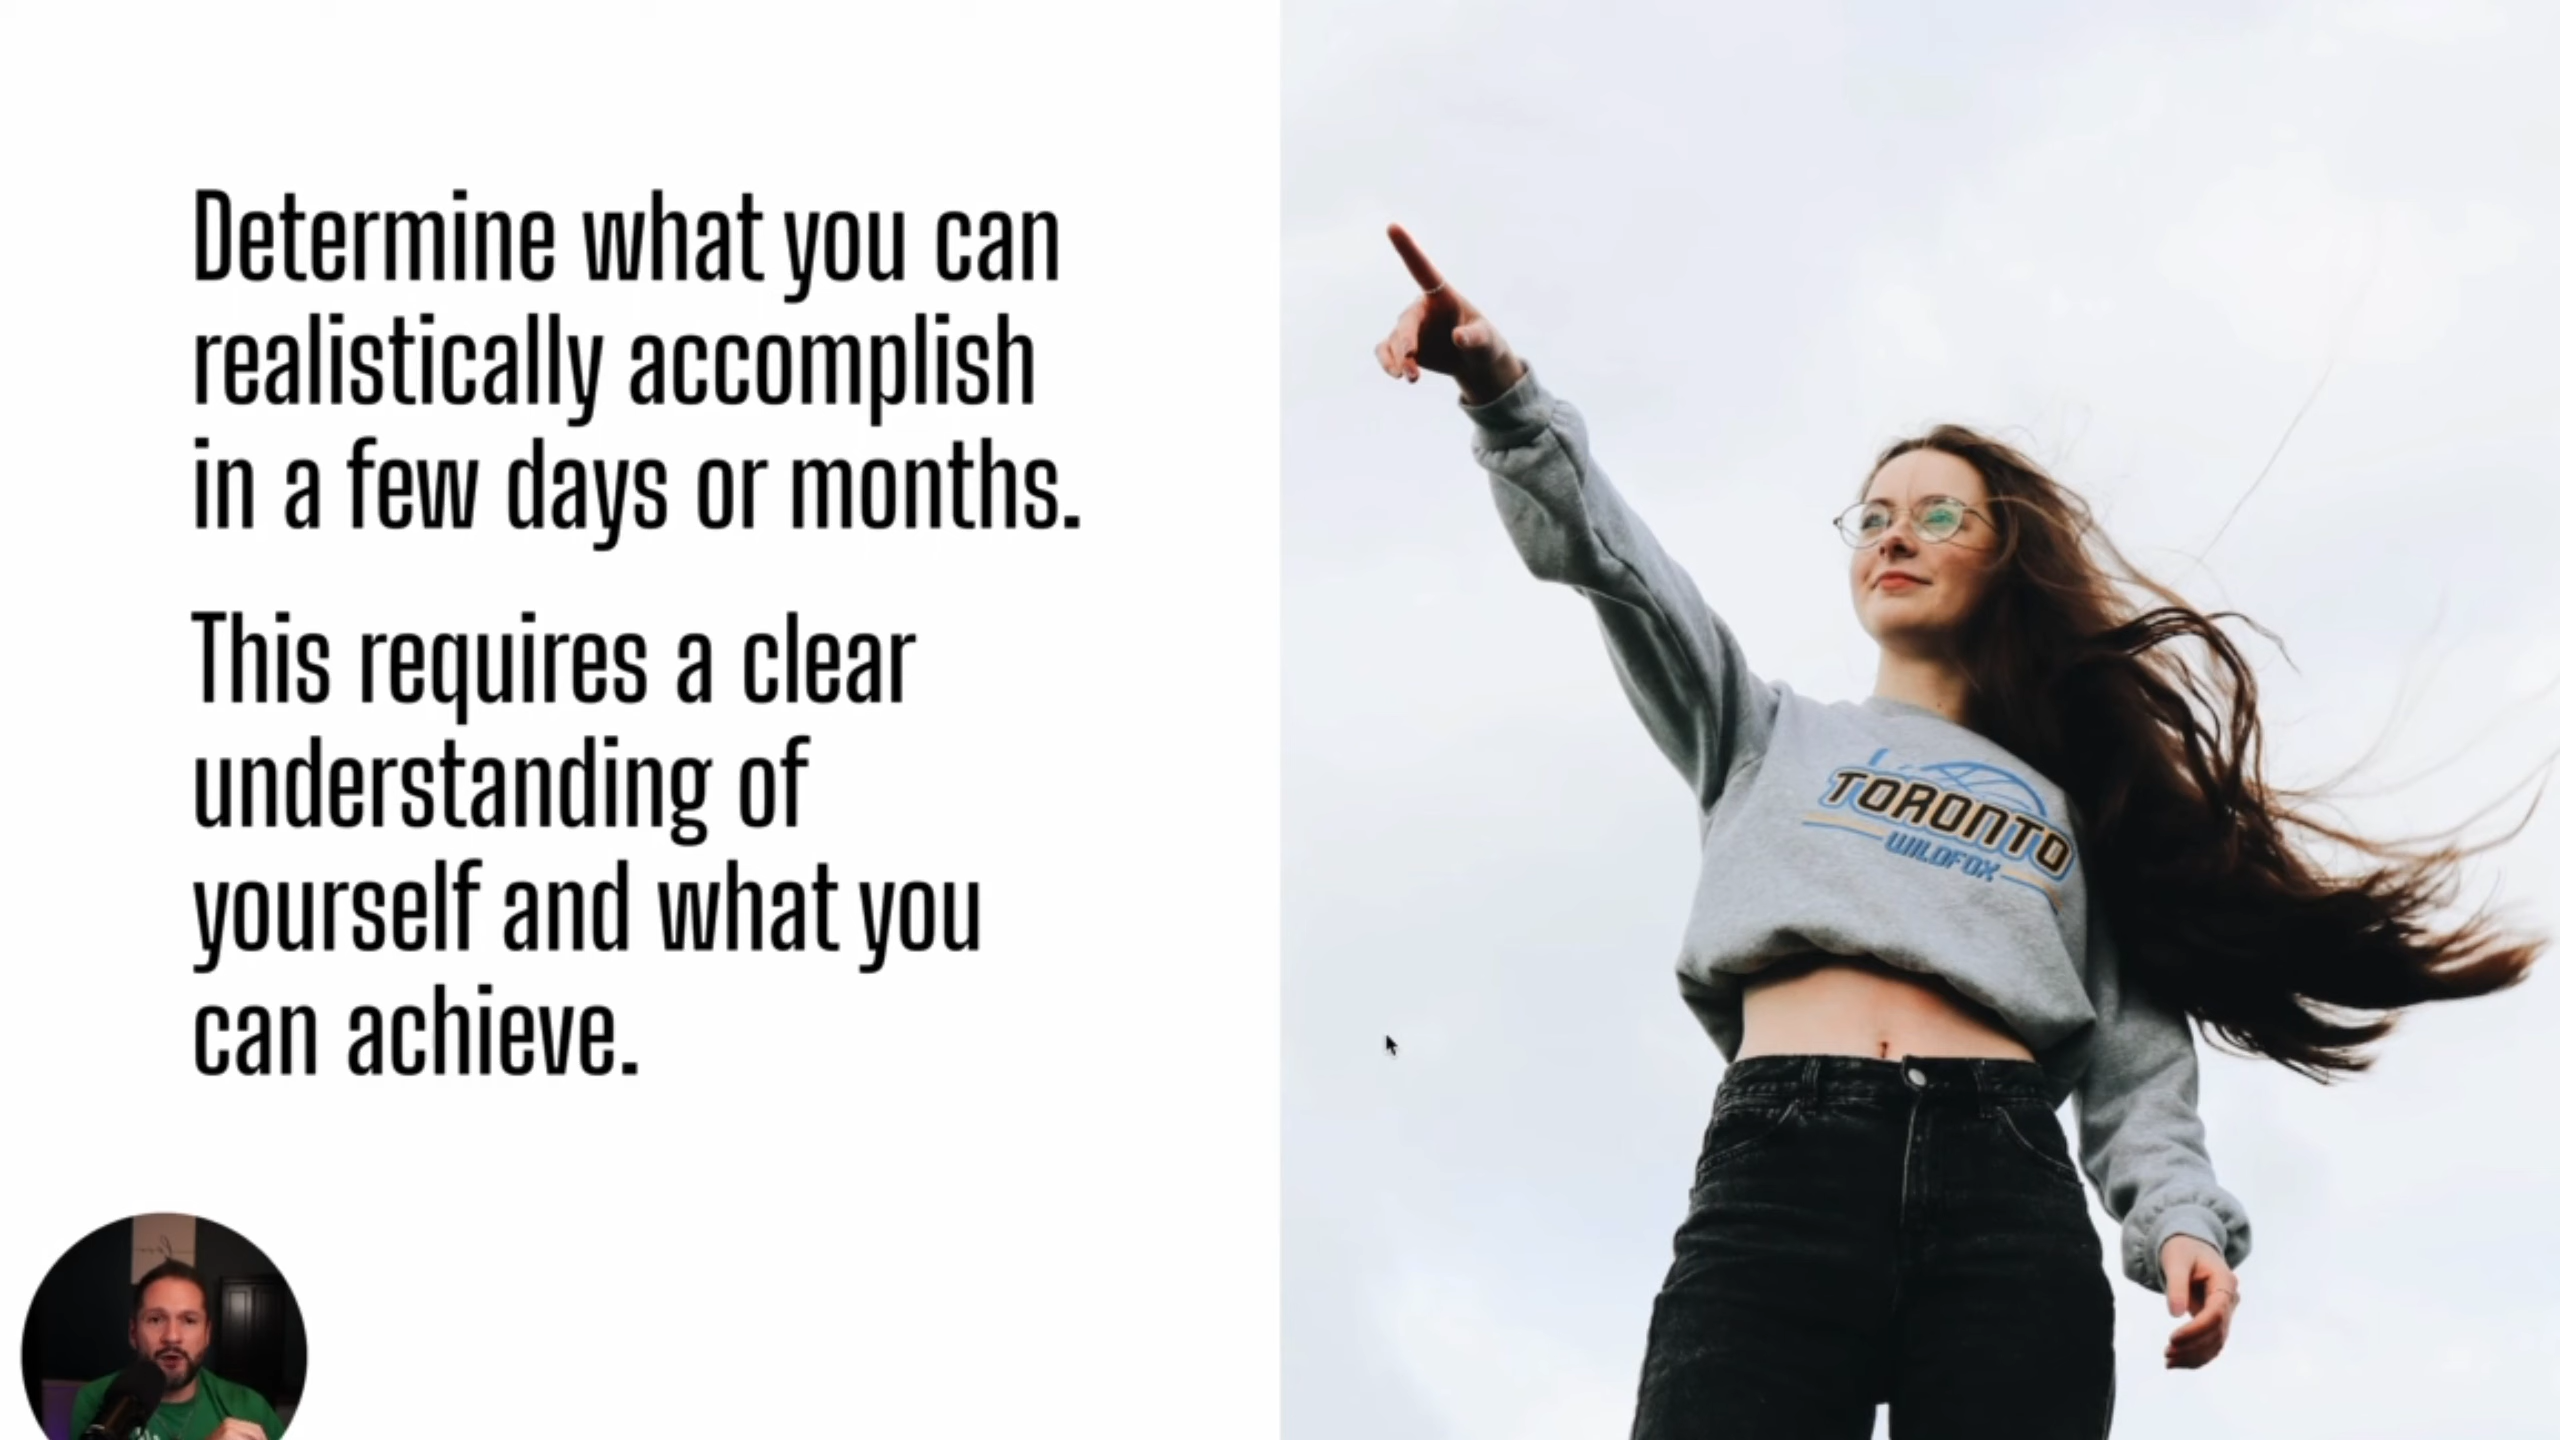 Determine what you can
realistically accomplish
in a few days or months.
This requires a clear
understanding of
yourself and what you
can achieve.
TORONTO
WILDFOX